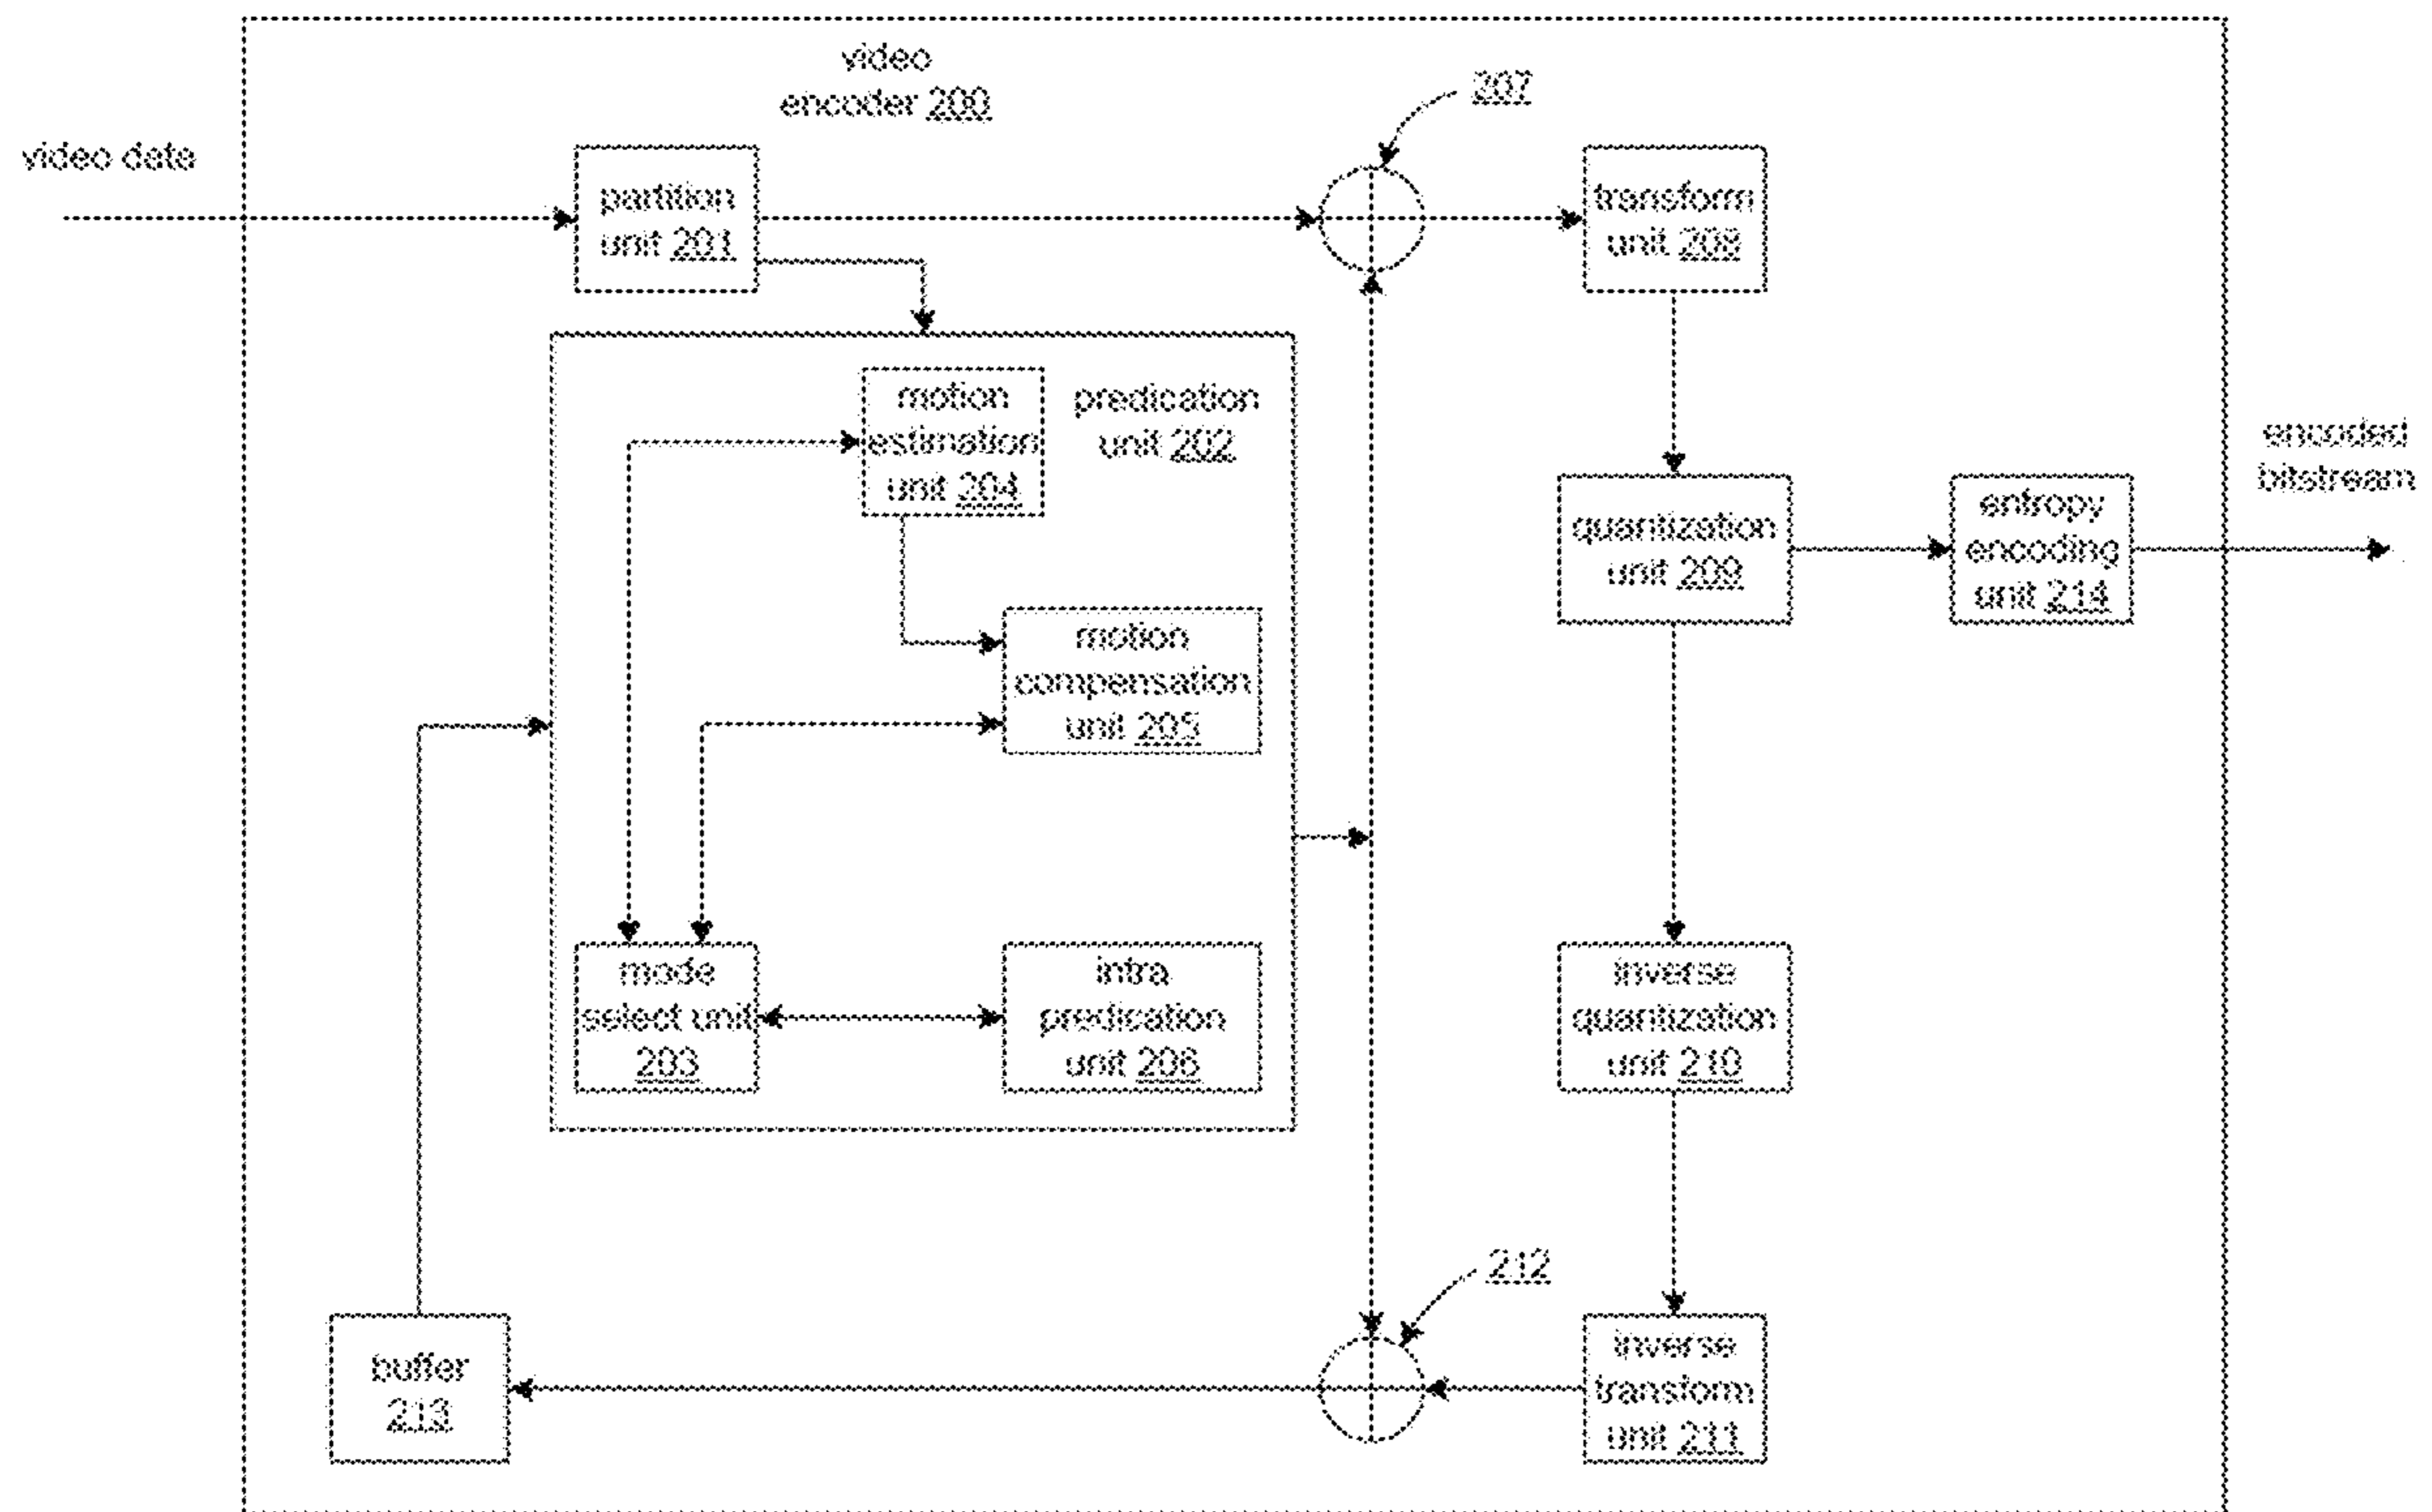 video
encoder 200
207
video data
partition
unit 201
transform
unit 208
motion
estimation
unit 204
predication
unit 202
encoded
bitstream
quantization
unit 209
entropy
encoding
unit 214
motion
compensation
unit 205
mode
select unit
203
intra
predication
unit 206
inverse
quantization
unit 210
212
buffer
213
inverse
transform
unit 211